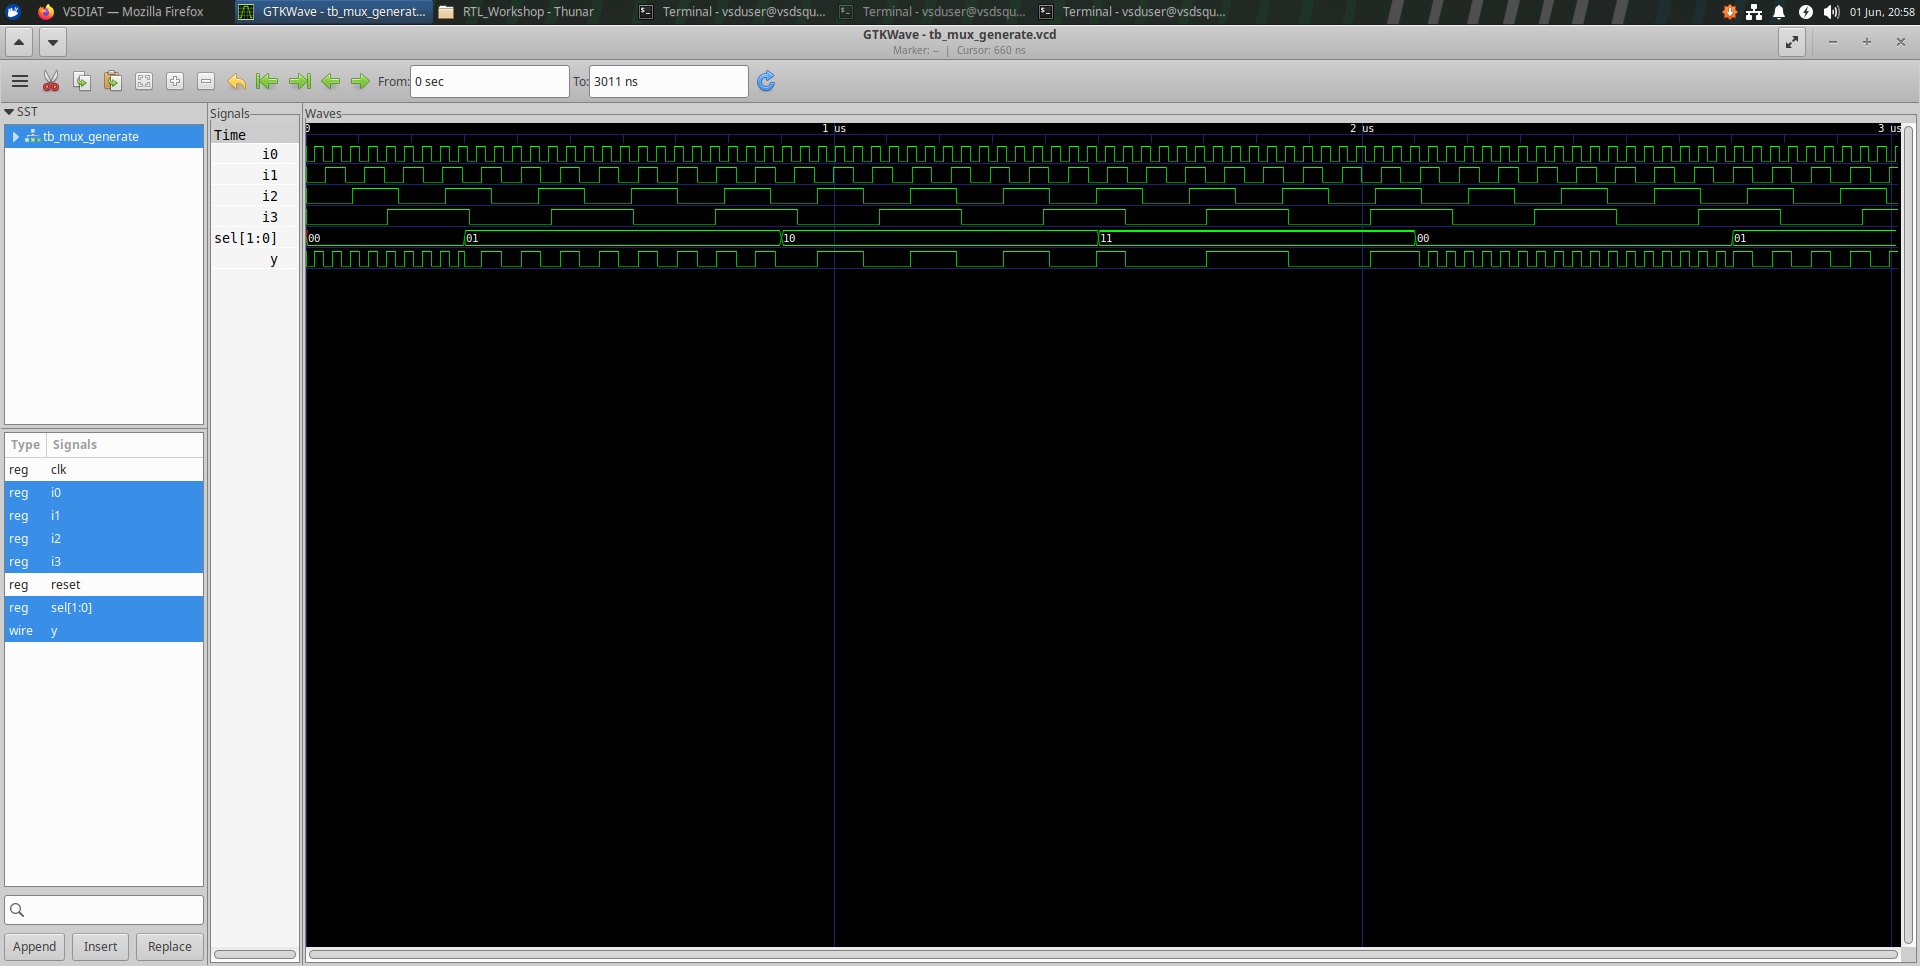 VSDIAT — Mozilla Firefox
GTKWave - tb_mux_generat...
RTL_Workshop - Thunar
Terminal - vsduser@vsdsqu...
Terminal - vsduser@vsdsqu...
Terminal - vsduser@vsdsqu...
01 Jun, 20:58
GTKWave - tb_mux_generate.vcd
Marker: -- | Cursor: 660 ns
From: 0 sec
To: 3011 ns
SST
tb_mux_generate
Signals
Waves
Time
0
1 us
2 us
3 us
i0
i1
i2
i3
sel[1:0]
00
01
10
11
00
01
y
Type Signals
reg clk
reg i0
reg i1
reg i2
reg i3
reg reset
reg sel[1:0]
wire y
Append
Insert
Replace